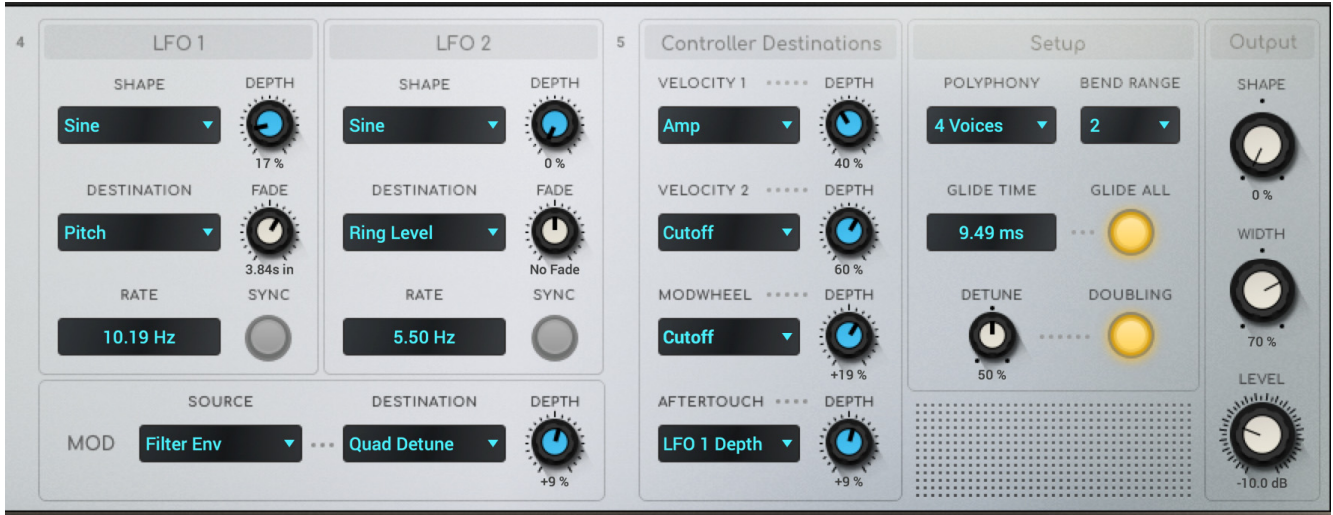 4
LFO 1
LFO 2
5
Controller Destinations
Setup
Output
SHAPE
DEPTH
SHAPE
DEPTH
VELOCITY 1
DEPTH
POLYPHONY
BEND RANGE
SHAPE
Sine
Sine
Amp
4 Voices
2
17 %
0 %
40 %
0 %
DESTINATION
FADE
DESTINATION
FADE
VELOCITY 2
DEPTH
GLIDE TIME
GLIDE ALL
Pitch
Ring Level
Cutoff
9.49 ms
WIDTH
3.84s in
No Fade
60 %
RATE
SYNC
RATE
SYNC
MODWHEEL
DEPTH
DETUNE
DOUBLING
10.19 Hz
5.50 Hz
Cutoff
70 %
+19 %
50 %
LEVEL
SOURCE
DESTINATION
DEPTH
AFTERTOUCH
DEPTH
MOD
Filter Env
Quad Detune
LFO 1 Depth
+9 %
+9 %
-10.0 dB